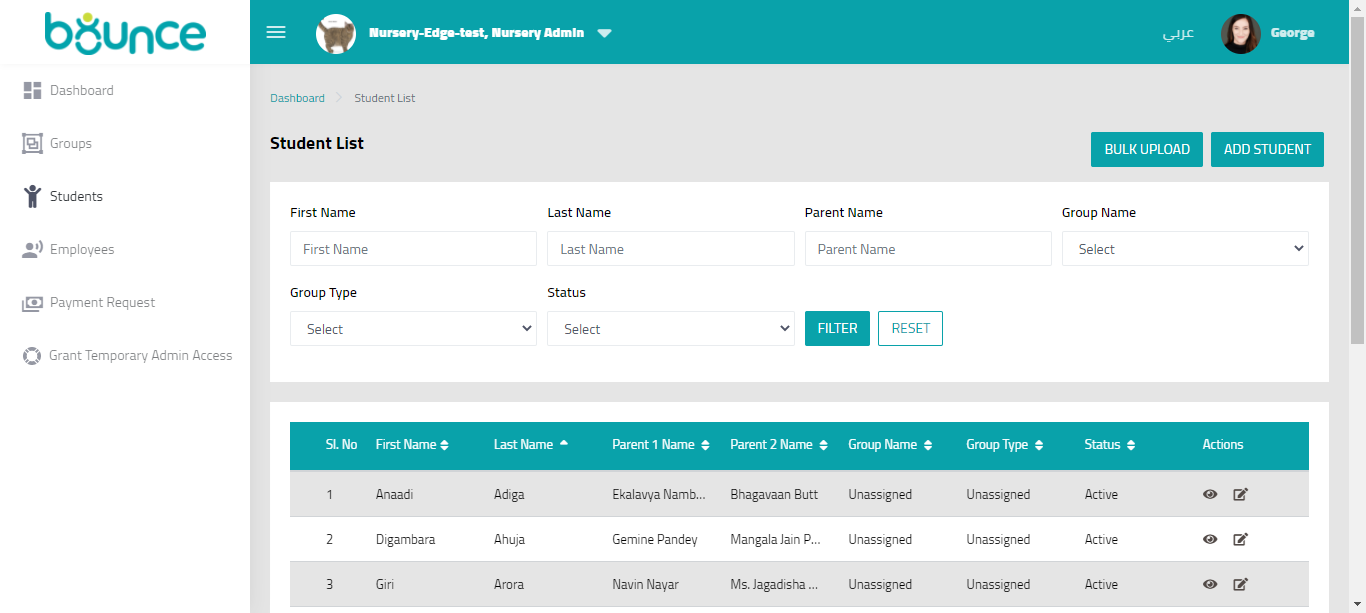 bounce
Nursery-Edge-test, Nursery Admin
عربي
George
Dashboard
Groups
Students
Employees
Payment Request
Grant Temporary Admin Access
Dashboard > Student List
Student List
BULK UPLOAD ADD STUDENT
First Name Last Name Parent Name Group Name
First Name Last Name Parent Name Select
Group Type Status
Select Select FILTER RESET
Sl. No First Name Last Name Parent 1 Name Parent 2 Name Group Name Group Type Status Actions
1 Anaadi Adiga Ekalavya Namb... Bhagavaan Butt Unassigned Unassigned Active
2 Digambara Ahuja Gemine Pandey Mangala Jain P... Unassigned Unassigned Active
3 Giri Arora Navin Nayar Ms. Jagadisha ... Unassigned Unassigned Active